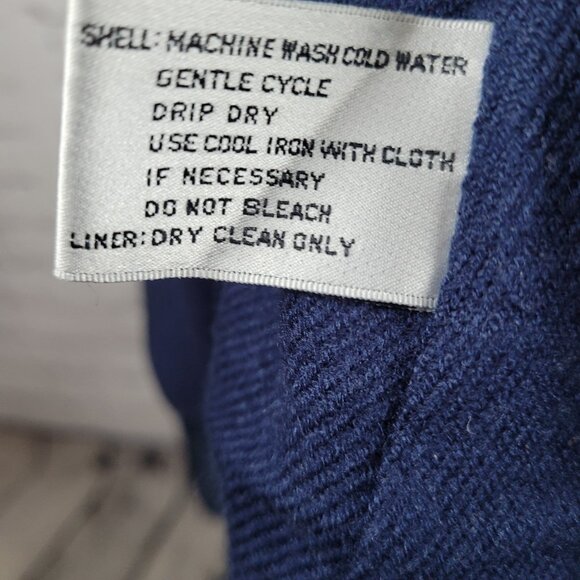 SHELL: MACHINE WASH COLD WATER
GENTLE CYCLE
DRIP DRY
USE COOL IRON WITH CLOTH
IF NECESSARY
DO NOT BLEACH
LINER: DRY CLEAN ONLY